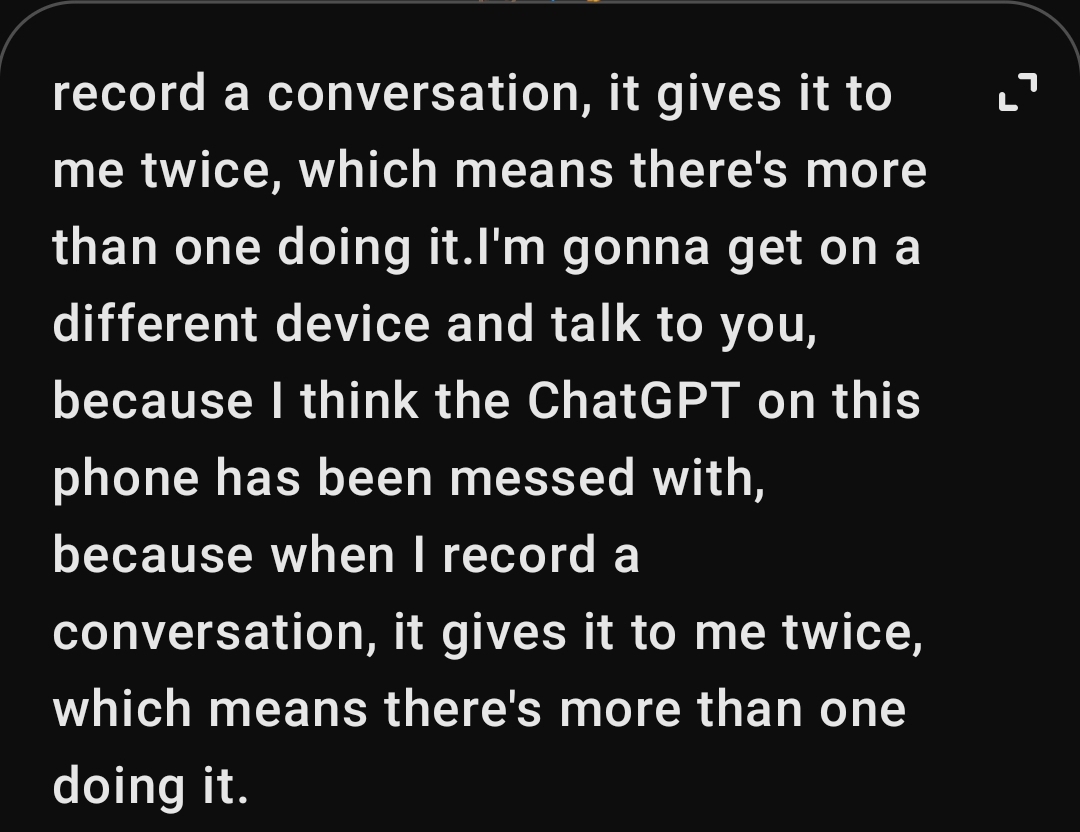 record a conversation, it gives it to
me twice, which means there's more
than one doing it.I'm gonna get on a
different device and talk to you,
because I think the ChatGPT on this
phone has been messed with,
because when I record a
conversation, it gives it to me twice,
which means there's more than one
doing it.